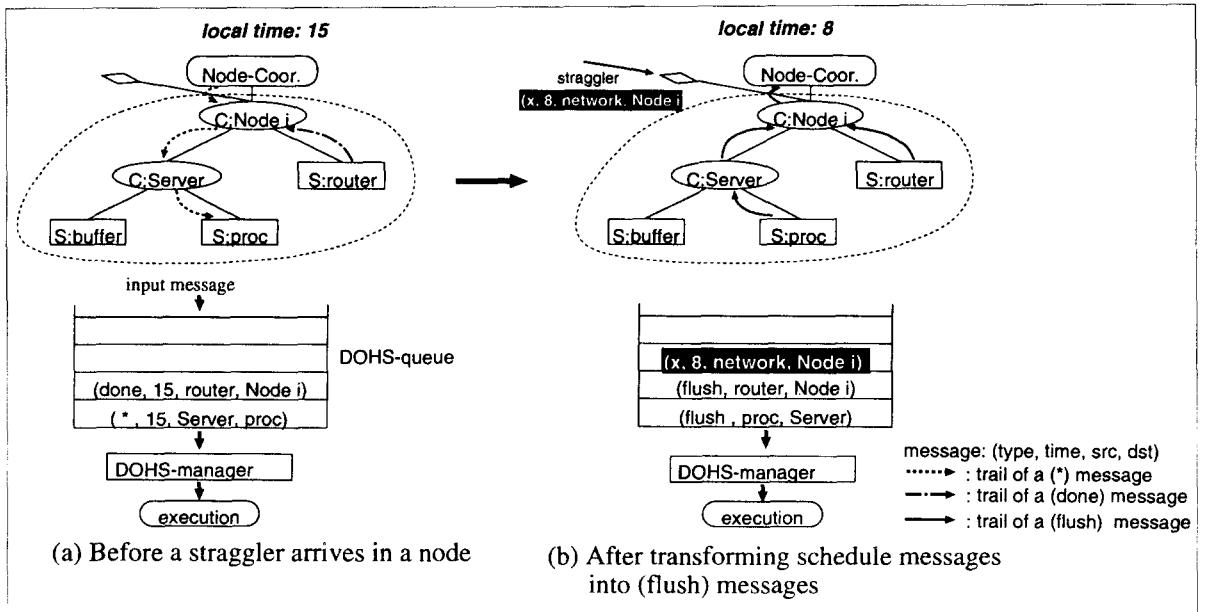 local time: 15
Node-Coor.
C;Node i
C;Server
S:router
S:buffer
S:proc
input message
DOHS-queue
(done, 15, router, Node i)
( * , 15, Server, proc)
DOHS-manager
execution
(a) Before a straggler arrives in a node
local time: 8
straggler
(x, 8, network, Node i
Node-Coor.
C;Node i
C;Server
S:router
S:buffer
S:proc
(x, 8, network, Node i)
(flush, router, Node i)
(flush , proc, Server)
DOHS-manager
execution
message: (type, time, src, dst)
: trail of a (*) message
: trail of a (done) message
: trail of a (flush) message
(b) After transforming schedule messages
into (flush) messages